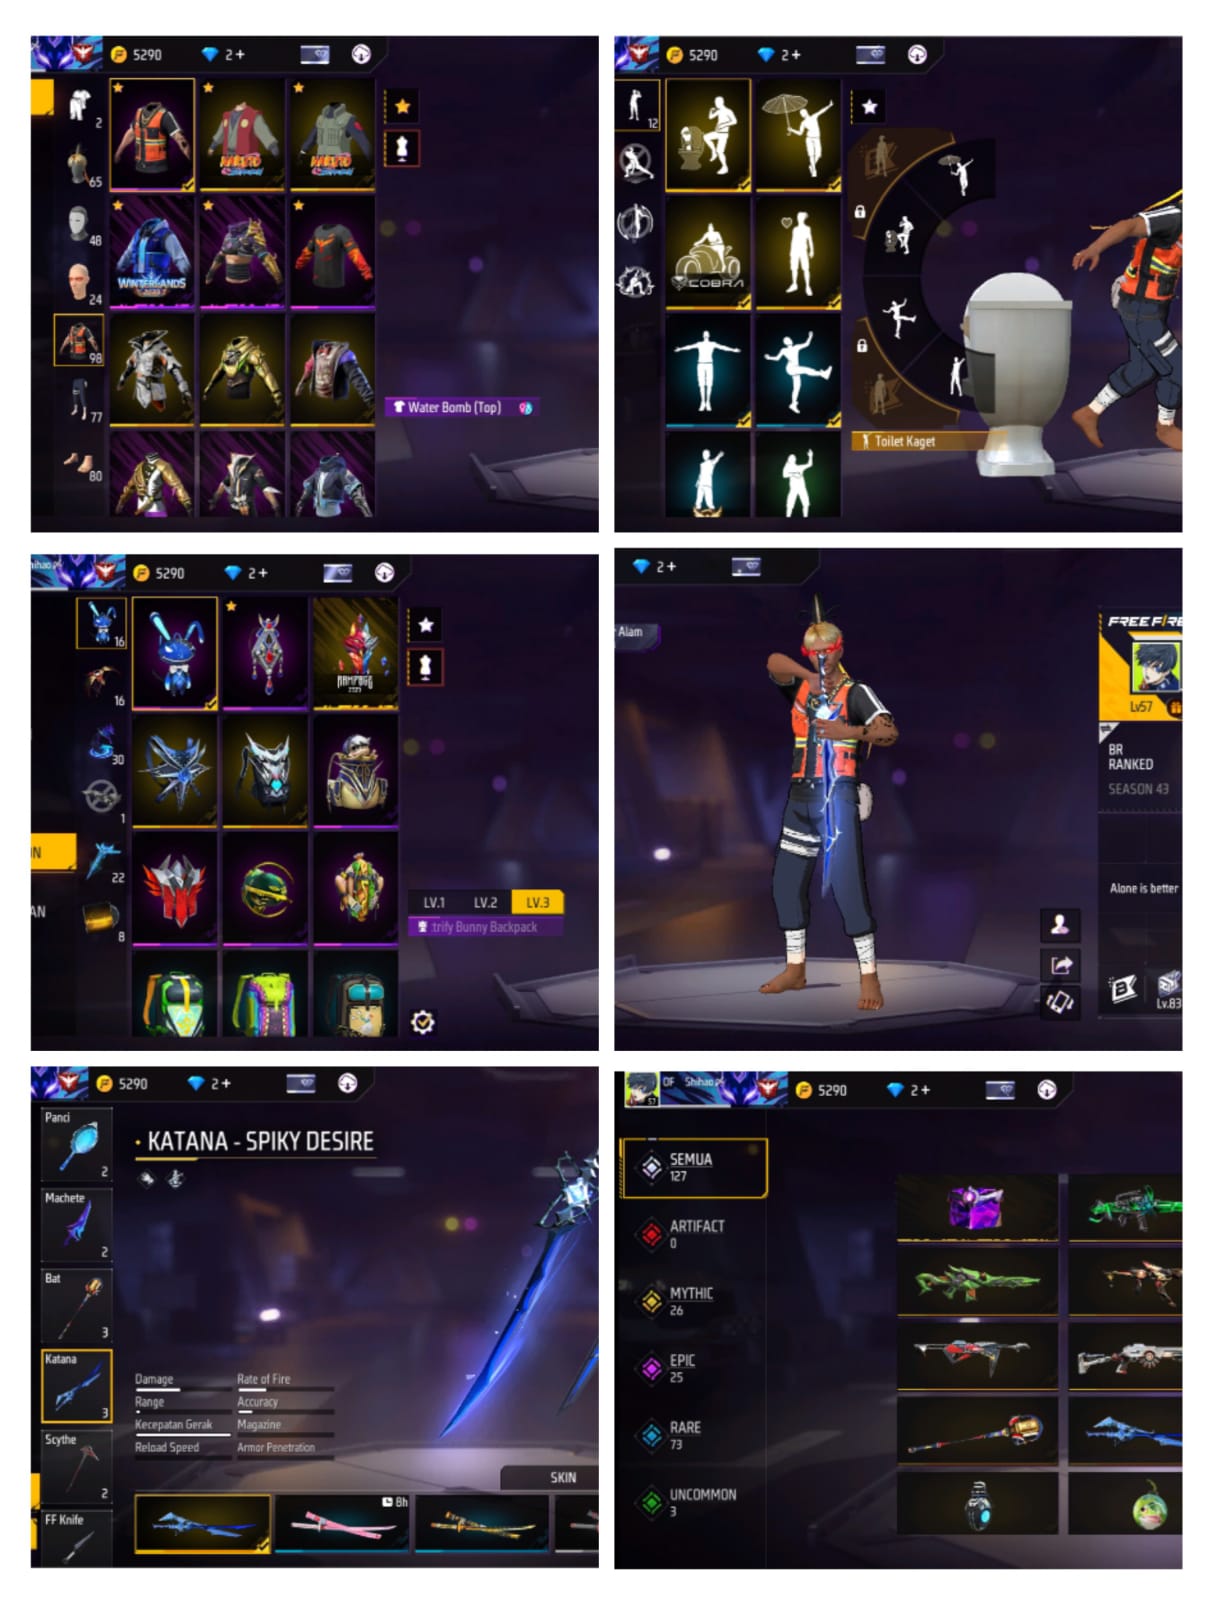 5290
2+
2
65
48
24
98
77
80
NARUTO
NARUTO
WINTERLANDS
Water Bomb (Top)
5290
2+
12
COBRA
Toilet Kaget
5290
2+
16
16
30
1
22
8
RAMPAGE
LV.1 LV.2 LV.3
trify Bunny Backpack
2+
Alam
FREE FIRE
Lv57
BR
RANKED
SEASON 43
Alone is better
Lv.83
5290
2+
Panci
2
Machete
2
Bat
3
Katana
3
Scythe
2
FF Knife
KATANA - SPIKY DESIRE
Damage Rate of Fire
Range Accuracy
Kecepatan Gerak Magazine
Reload Speed Armor Penetration
SKIN
8h
57
OF Shihao
5290
2+
SEMUA
127
ARTIFACT
0
MYTHIC
26
EPIC
25
RARE
73
UNCOMMON
3